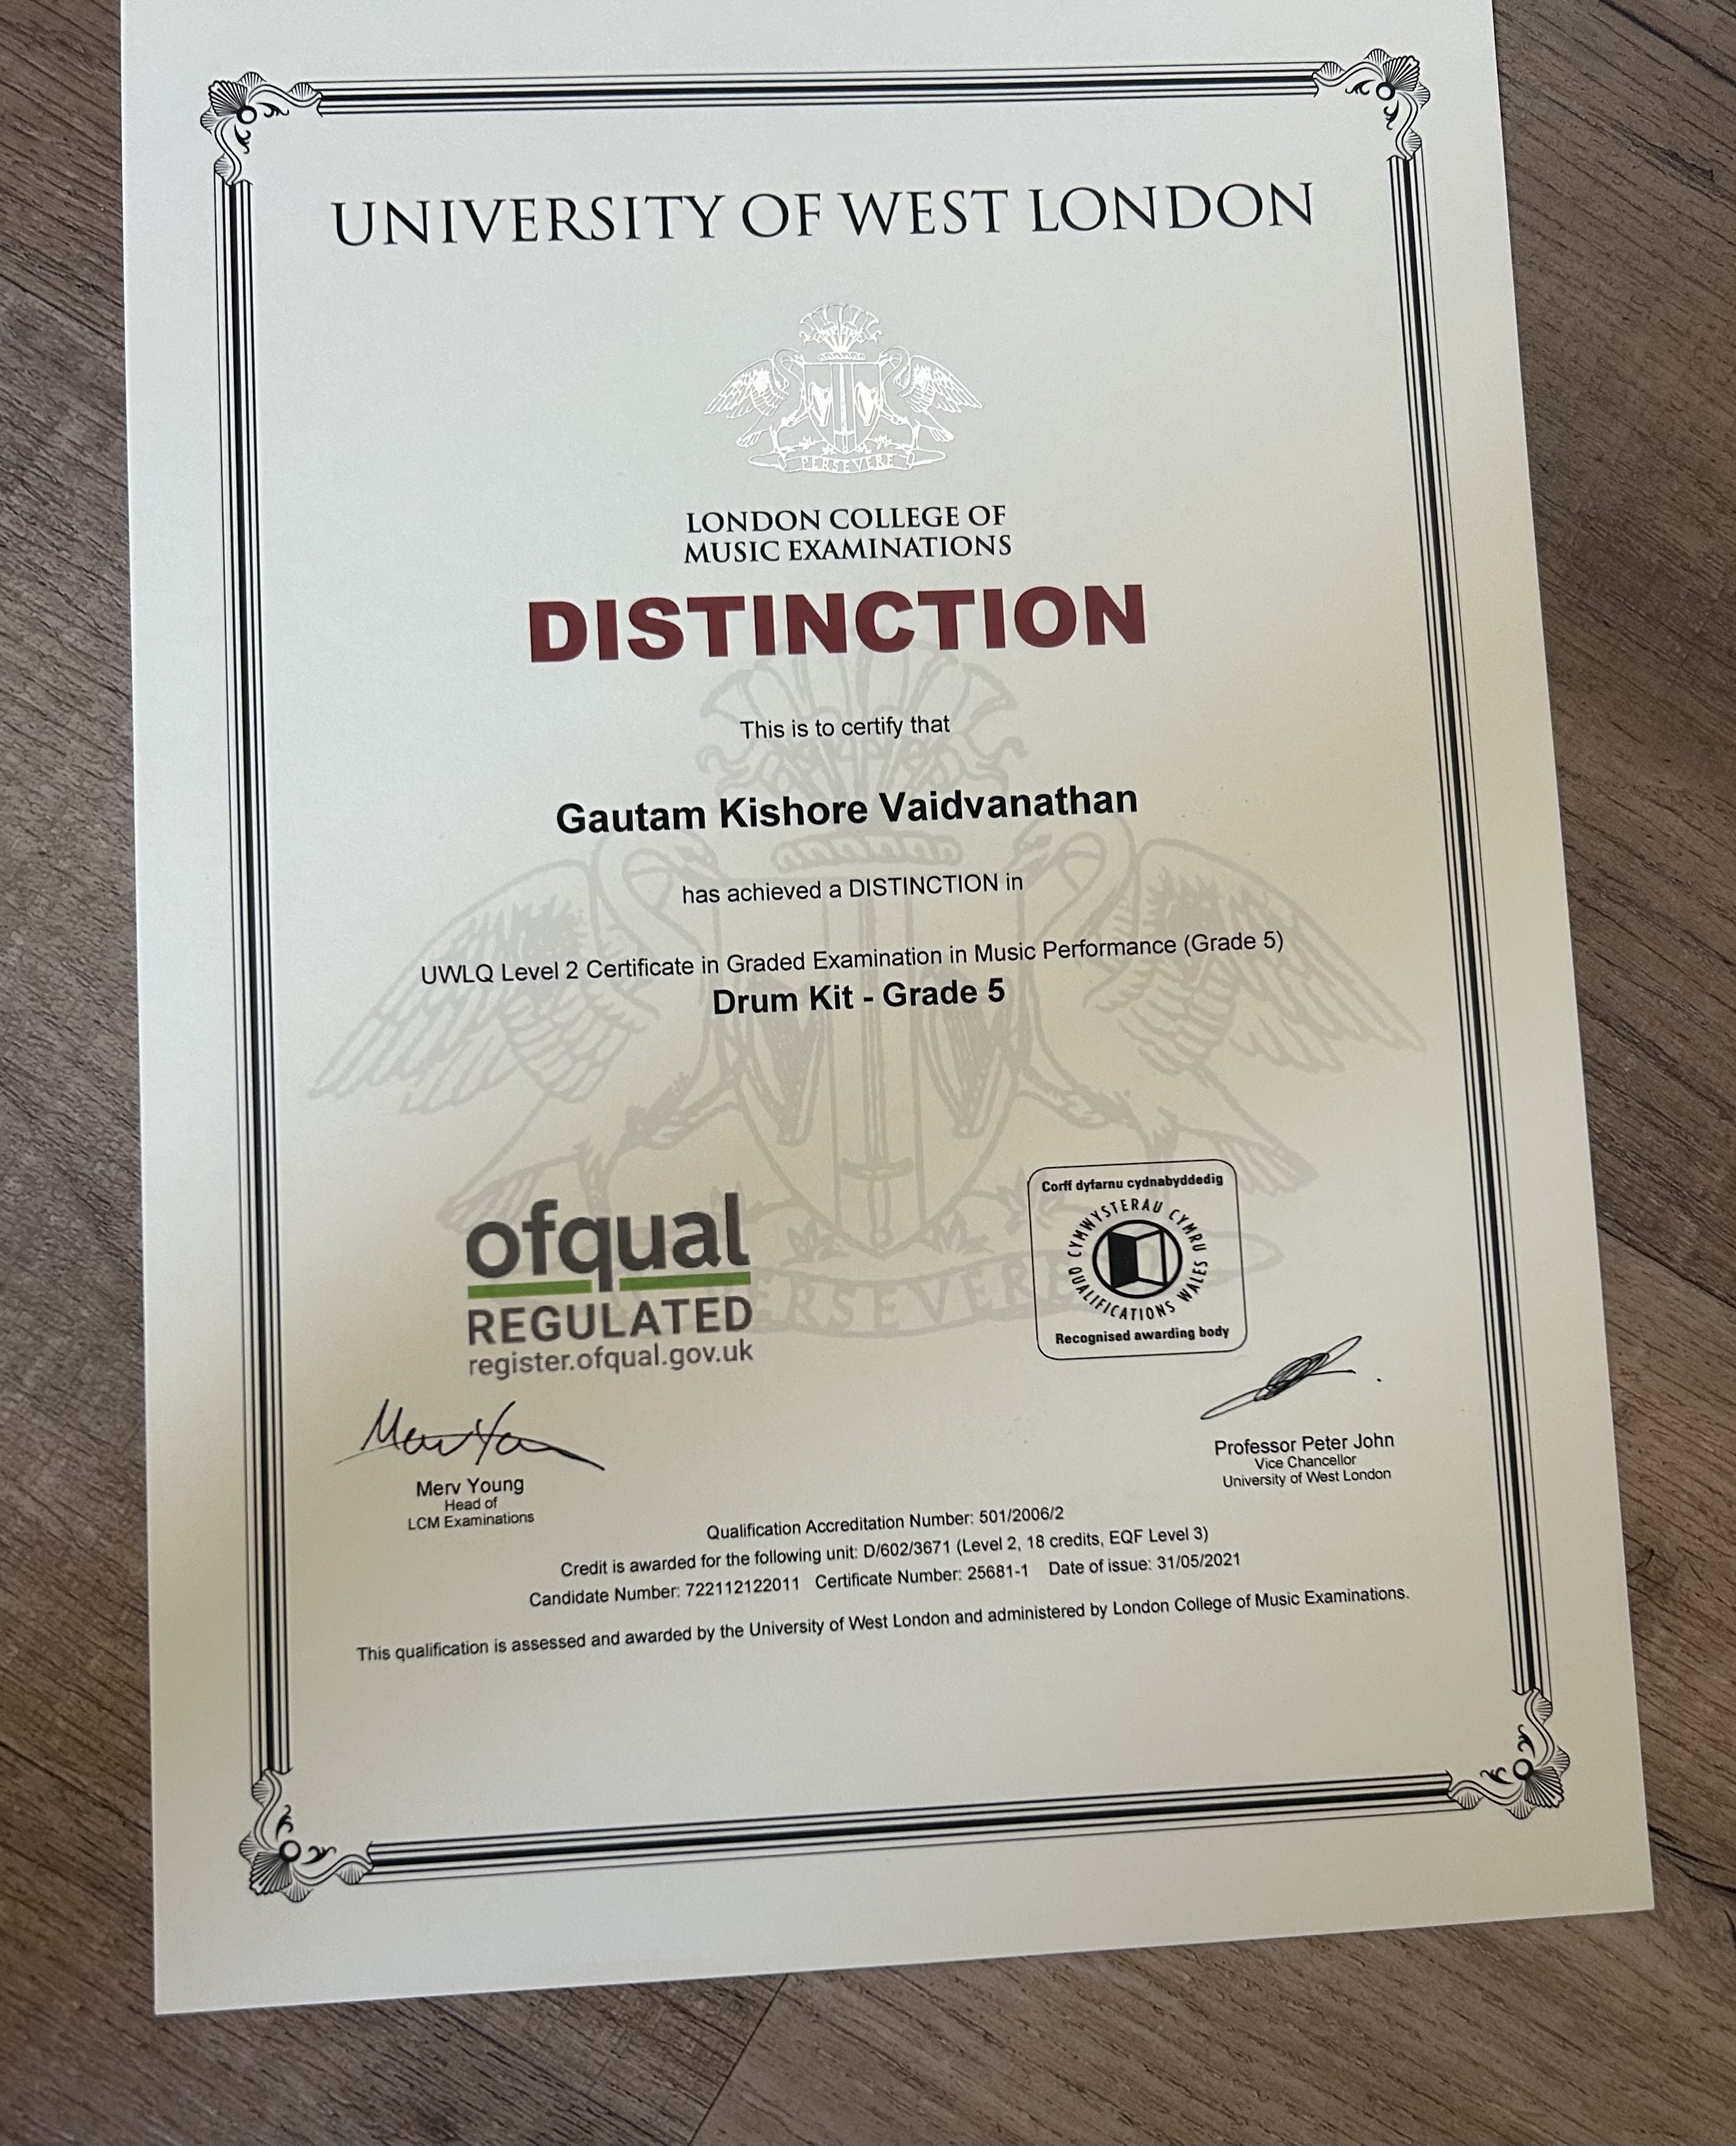 UNIVERSITY OF WEST LONDON
PERSEVERE
LONDON COLLEGE OF
MUSIC EXAMINATIONS
DISTINCTION
This is to certify that
Gautam Kishore Vaidvanathan
has achieved a DISTINCTION in
UWLQ Level 2 Certificate in Graded Examination in Music Performance (Grade 5)
Drum Kit - Grade 5
ofqual
REGULATED
register.ofqual.gov.uk
Corff dyfarnu cydnabyddedig
CYMWYSTERAU CYMRU
QUALIFICATIONS WALES
Recognised awarding body
PERSEVERE
Merv Young
Merv Young
Head of
LCM Examinations
Professor Peter John
Vice Chancellor
University of West London
Qualification Accreditation Number: 501/2006/2
Credit is awarded for the following unit: D/602/3671 (Level 2, 18 credits, EQF Level 3)
Candidate Number: 722112122011 Certificate Number: 25681-1 Date of issue: 31/05/2021
This qualification is assessed and awarded by the University of West London and administered by London College of Music Examinations.